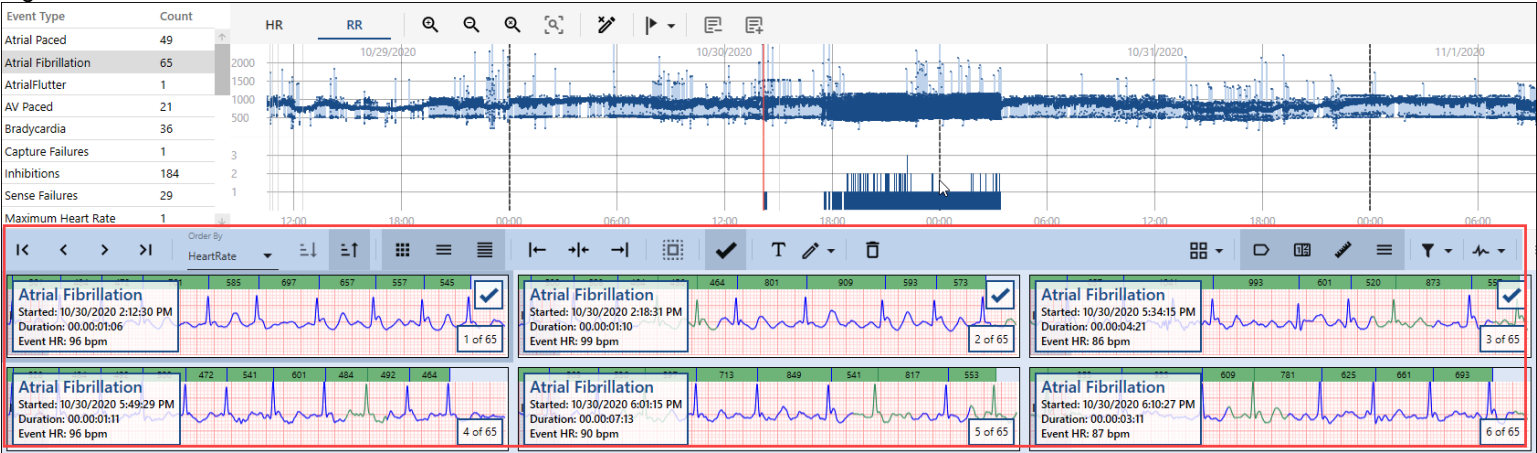 Event Type Count
Atrial Paced 49
Atrial Fibrillation 65
AtrialFlutter 1
AV Paced 21
Bradycardia 36
Capture Failures 1
Inhibitions 184
Sense Failures 29
Maximum Heart Rate 1
HR RR
10/29/2020 10/30/2020 10/31/2020 11/1/2020
2000
1500
1000
500
3
2
1
12:00 18:00 00:00 06:00 12:00 18:00 00:00 06:00 12:00 18:00 00:00 06:00
Order By
HeartRate
T
585 697 657 557 545
Atrial Fibrillation
Started: 10/30/2020 2:12:30 PM
Duration: 00.00:01:06
Event HR: 96 bpm
1 of 65
464 801 909 593 573
Atrial Fibrillation
Started: 10/30/2020 2:18:31 PM
Duration: 00.00:01:10
Event HR: 99 bpm
2 of 65
993 601 520 873
Atrial Fibrillation
Started: 10/30/2020 5:34:15 PM
Duration: 00.00:04:21
Event HR: 86 bpm
3 of 65
472 541 601 484 492 464
Atrial Fibrillation
Started: 10/30/2020 5:49:29 PM
Duration: 00.00:01:11
Event HR: 96 bpm
4 of 65
713 849 541 817 553
Atrial Fibrillation
Started: 10/30/2020 6:01:15 PM
Duration: 00.00:07:13
Event HR: 90 bpm
5 of 65
609 781 625 661 693
Atrial Fibrillation
Started: 10/30/2020 6:10:27 PM
Duration: 00.00:03:11
Event HR: 87 bpm
6 of 65